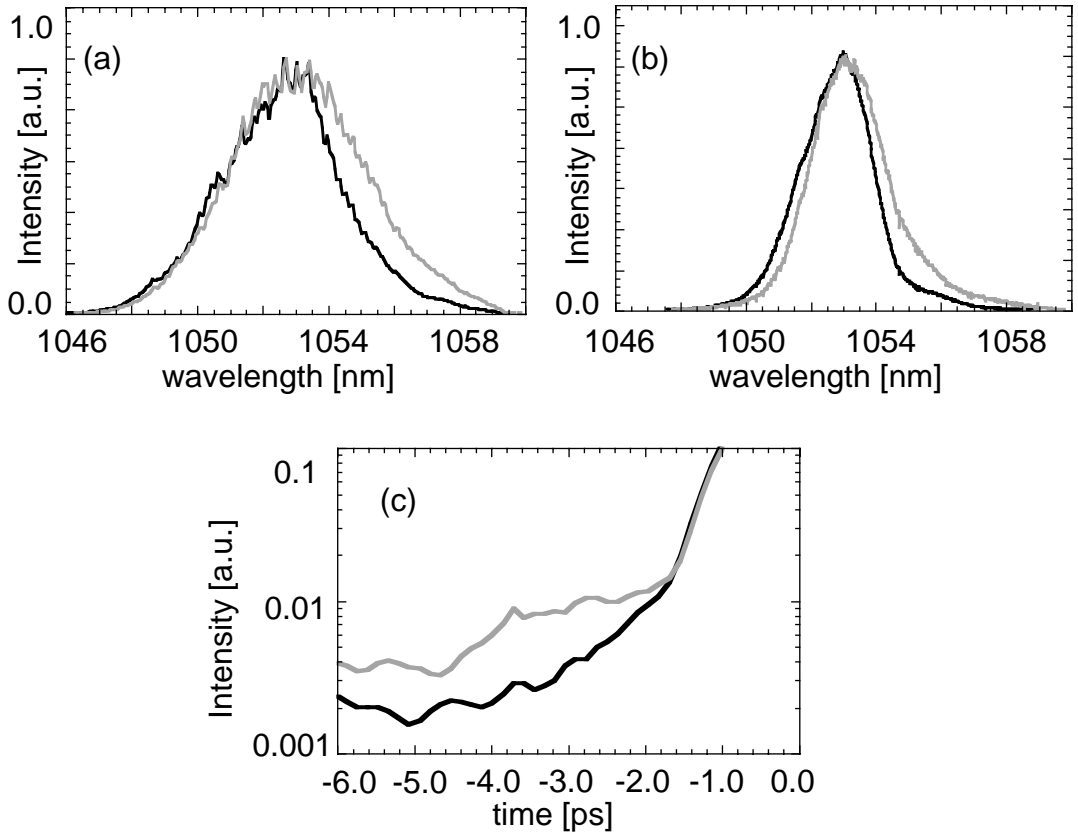 1.0
(a)
Intensity [a.u.]
0.0
1046 1050 1054 1058
wavelength [nm]
1.0
(b)
Intensity [a.u.]
0.0
1046 1050 1054 1058
wavelength [nm]
0.1
(c)
Intensity [a.u.]
0.01
0.001
-6.0 -5.0 -4.0 -3.0 -2.0 -1.0 0.0
time [ps]